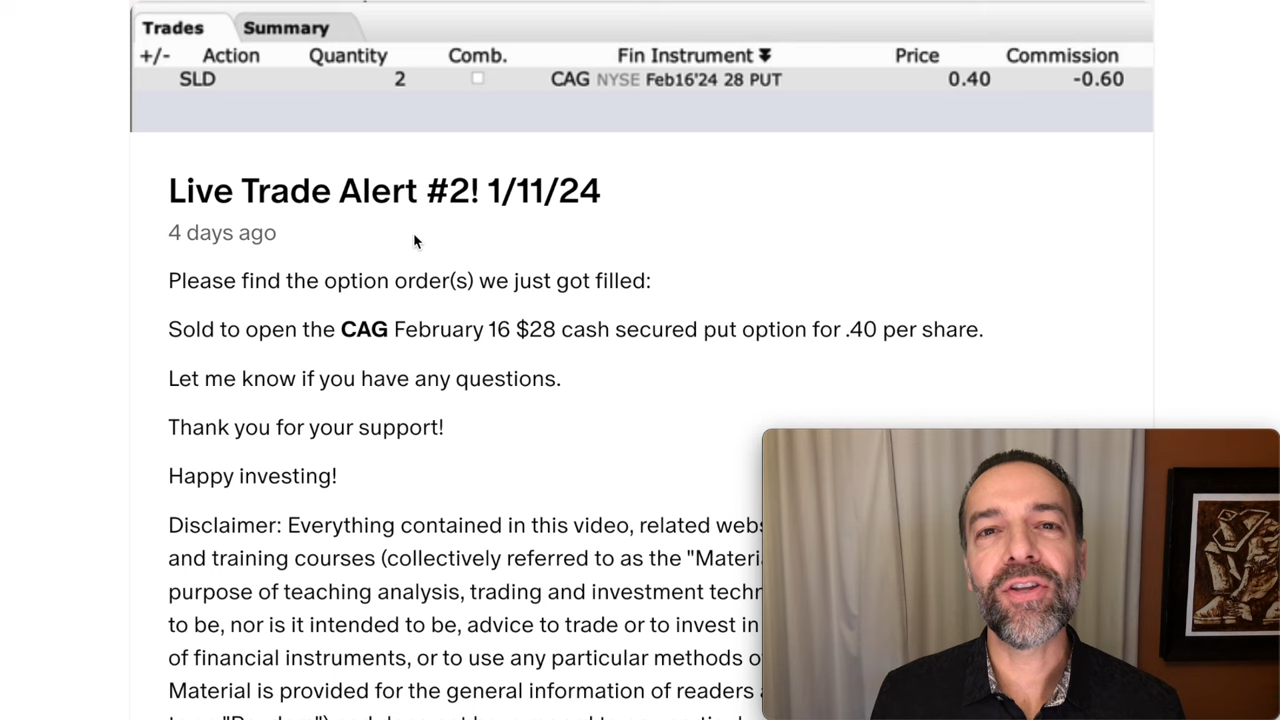 Trades Summary
+/- Action Quantity Comb. Fin Instrument Price Commission
SLD 2 CAG NYSE Feb16'24 28 PUT 0.40 -0.60
Live Trade Alert #2! 1/11/24
4 days ago
Please find the option order(s) we just got filled:
Sold to open the CAG February 16 $28 cash secured put option for .40 per share.
Let me know if you have any questions.
Thank you for your support!
Happy investing!
Disclaimer: Everything contained in this video, related
and training courses (collectively referred to as the
purpose of teaching analysis, trading and investment
to be, nor is it intended to be, advice to trade or to invest in
of financial instruments, or to use any particular methods
Material is provided for the general information of readers